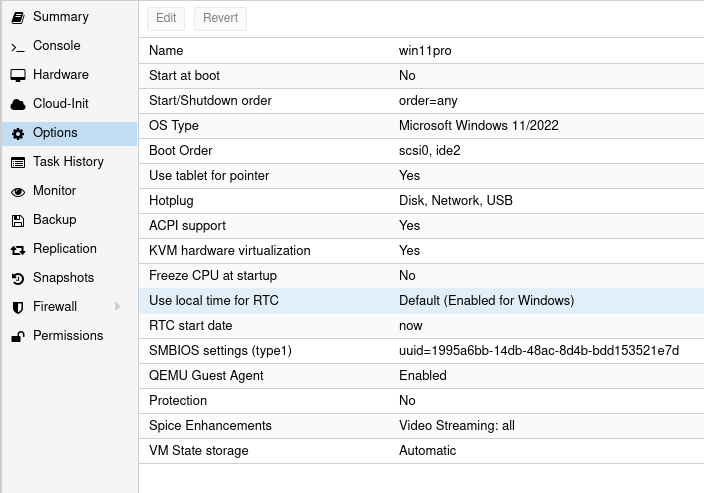 Summary
Console
Hardware
Cloud-Init
Options
Task History
Monitor
Backup
Replication
Snapshots
Firewall
Permissions
Edit Revert
Name win11pro
Start at boot No
Start/Shutdown order order=any
OS Type Microsoft Windows 11/2022
Boot Order scsi0, ide2
Use tablet for pointer Yes
Hotplug Disk, Network, USB
ACPI support Yes
KVM hardware virtualization Yes
Freeze CPU at startup No
Use local time for RTC Default (Enabled for Windows)
RTC start date now
SMBIOS settings (type1) uuid=1995a6bb-14db-48ac-8d4b-bdd153521e7d
QEMU Guest Agent Enabled
Protection No
Spice Enhancements Video Streaming: all
VM State storage Automatic